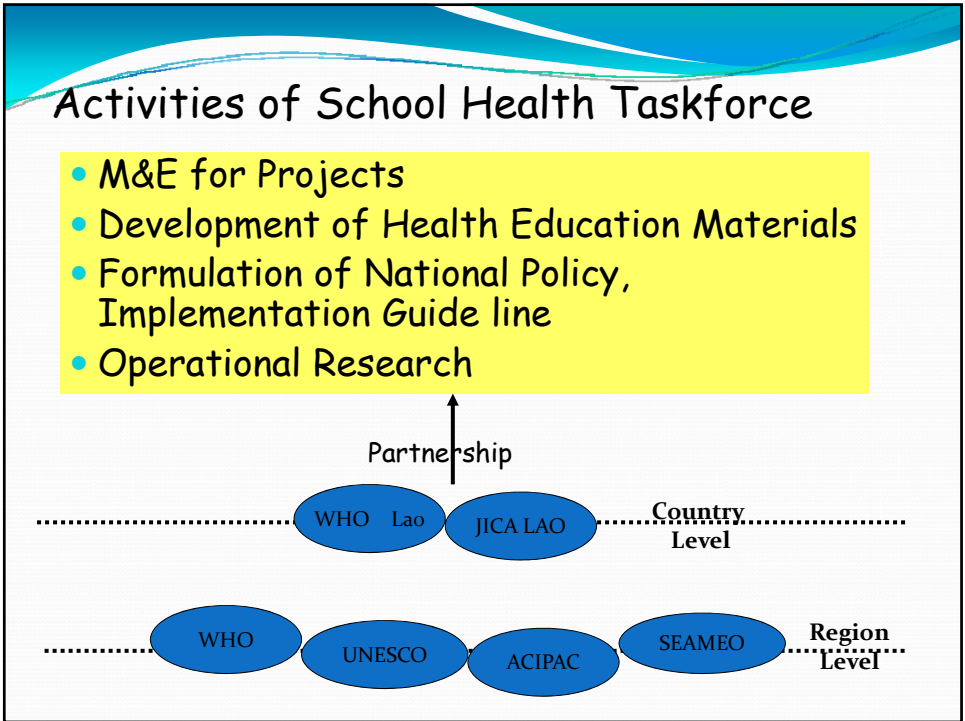 Activities of School Health Taskforce
• M&E for Projects
• Development of Health Education Materials
• Formulation of National Policy,
Implementation Guide line
• Operational Research
Partnership
WHO Lao
JICA LAO
Country
Level
WHO
UNESCO
ACIPAC
SEAMEO
Region
Level